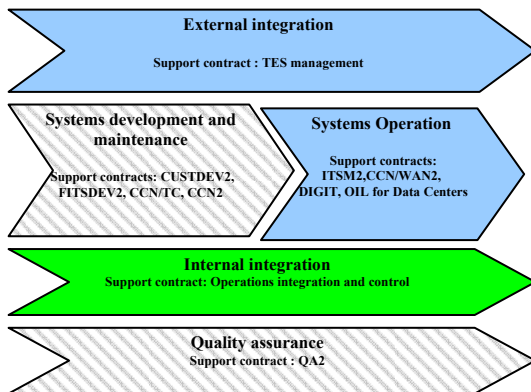 External integration
Support contract : TES management
Systems development and
maintenance
Support contracts: CUSTDEV2,
FITSDEV2, CCN/TC, CCN2
Systems Operation
Support contracts:
ITSM2,CCN/WAN2,
DIGIT, OIL for Data Centers
Internal integration
Support contract: Operations integration and control
Quality assurance
Support contract : QA2